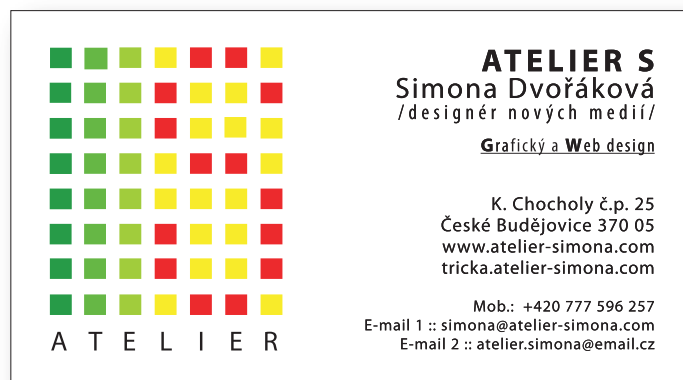 ATELIER S
Simona Dvořáková
/designér nových medií/
Grafický a Web design
K. Chocholy č.p. 25
České Budějovice 370 05
www.atelier-simona.com
tricka.atelier-simona.com
Mob.: +420 777 596 257
E-mail 1 :: simona@atelier-simona.com
E-mail 2 :: atelier.simona@email.cz
ATELIER